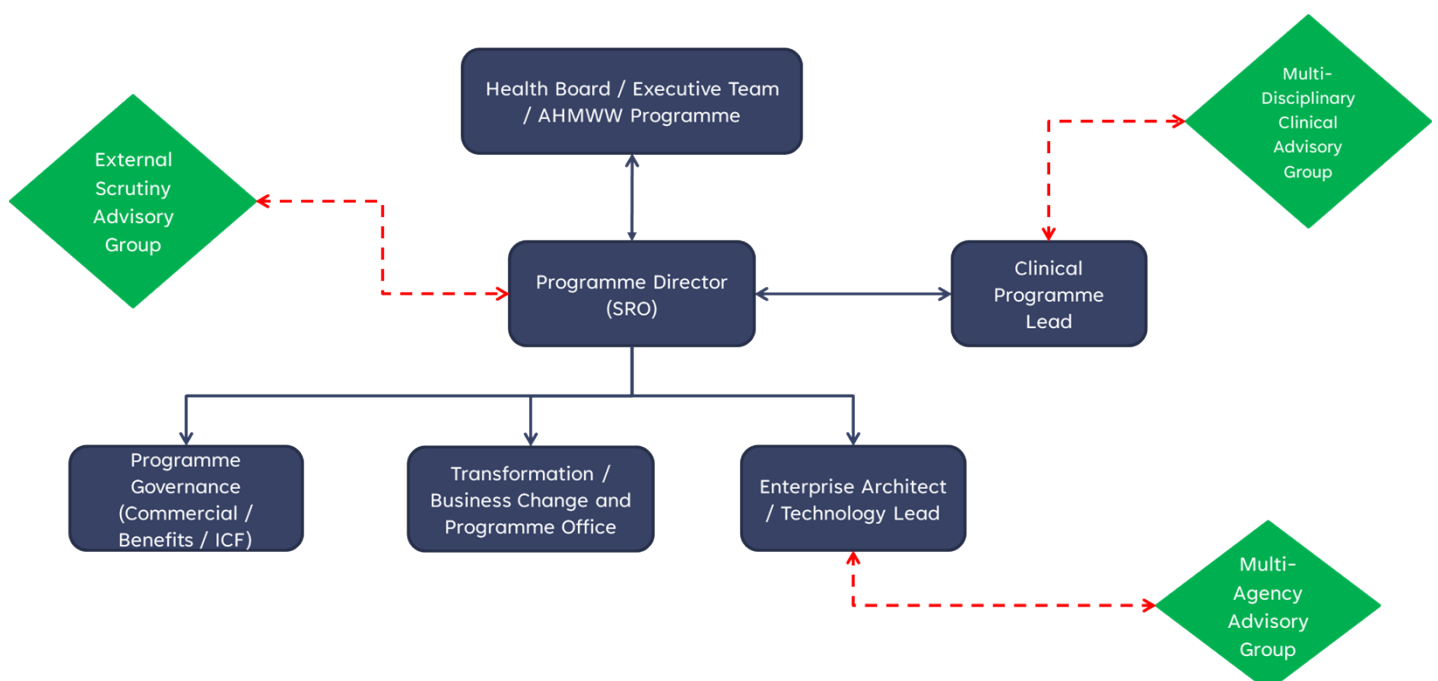 Health Board / Executive Team
/ AHMWW Programme
Multi-
Disciplinary
Clinical
Advisory
Group
External
Scrutiny
Advisory
Group
Programme Director
(SRO)
Clinical
Programme
Lead
Programme
Governance
(Commercial /
Benefits / ICF)
Transformation /
Business Change and
Programme Office
Enterprise Architect
/ Technology Lead
Multi-
Agency
Advisory
Group